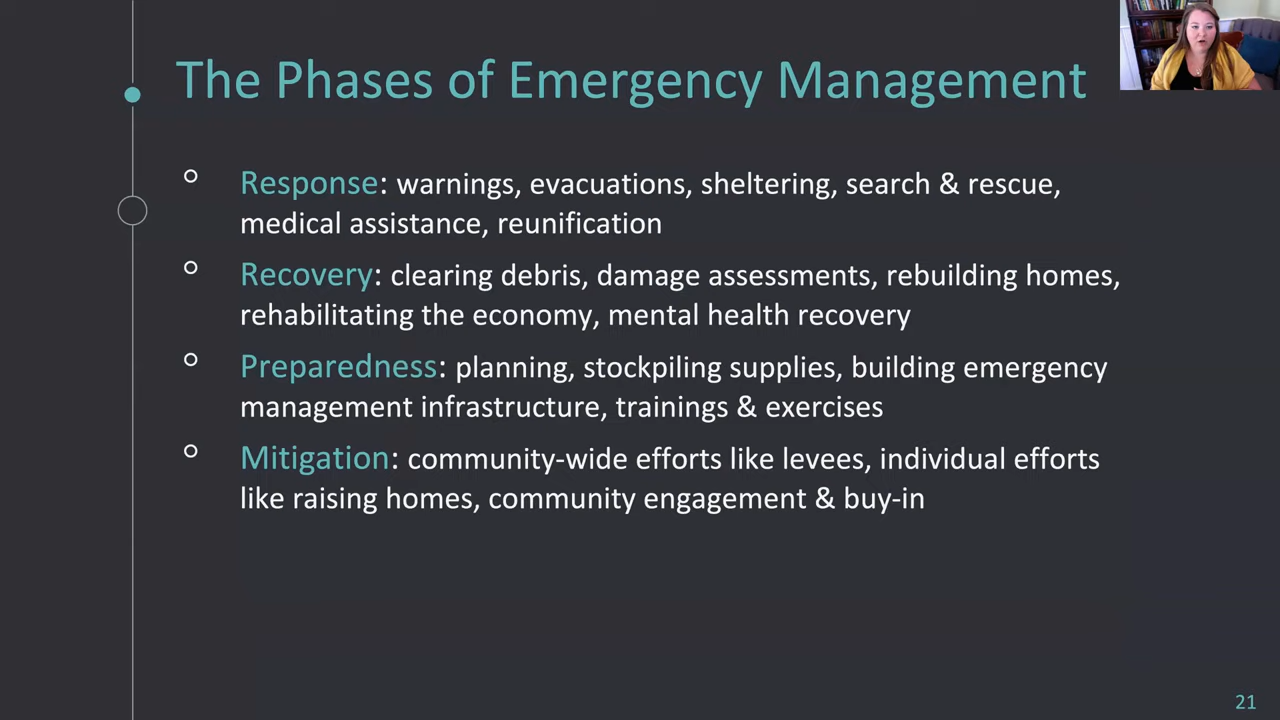 The Phases of Emergency Management
Response: warnings, evacuations, sheltering, search & rescue,
medical assistance, reunification
Recovery: clearing debris, damage assessments, rebuilding homes,
rehabilitating the economy, mental health recovery
Preparedness: planning, stockpiling supplies, building emergency
management infrastructure, trainings & exercises
Mitigation: community-wide efforts like levees, individual efforts
like raising homes, community engagement & buy-in
21